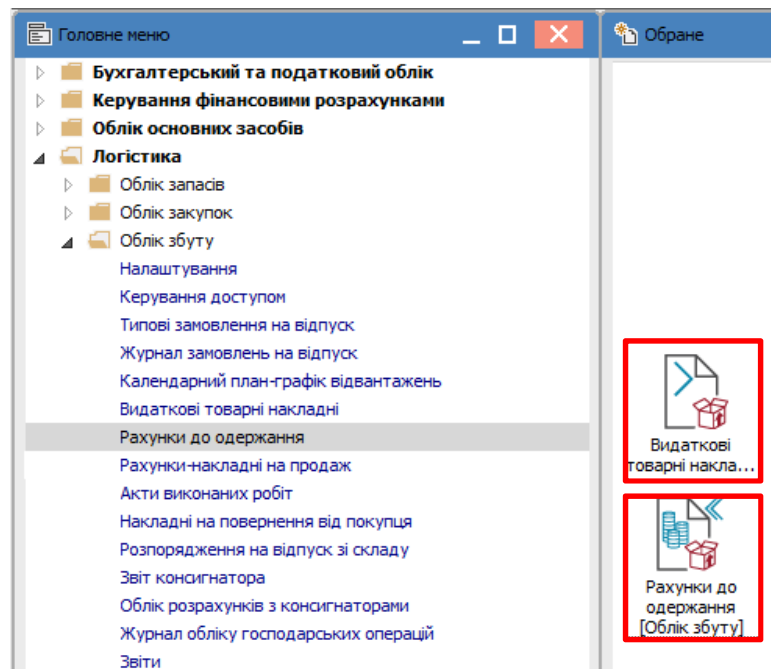 Головне меню
Обране
Бухгалтерський та податковий облік
Керування фінансовими розрахунками
Облік основних засобів
Логістика
Облік запасів
Облік закупок
Облік збуту
Налаштування
Керування доступом
Типові замовлення на відпуск
Журнал замовлень на відпуск
Календарний план-графік відвантажень
Видаткові товарні накладні
Рахунки до одержання
Рахунки-накладні на продаж
Акти виконаних робіт
Накладні на повернення від покупця
Розпорядження на відпуск зі складу
Звіт консигнатора
Облік розрахунків з консигнаторами
Журнал обліку господарських операцій
Звіти
Видаткові
товарні накла...
Рахунки до
одержання
[Облік збуту]